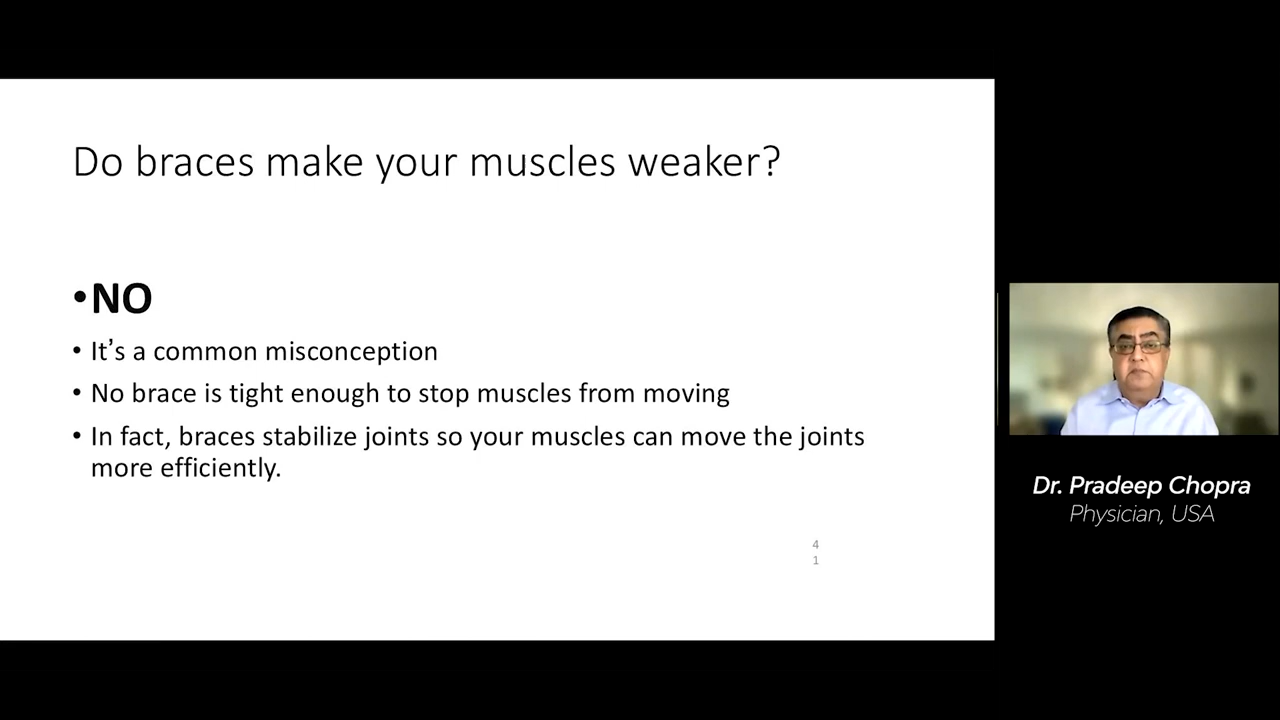 Do braces make your muscles weaker?
•NO
• It’s a common misconception
• No brace is tight enough to stop muscles from moving
• In fact, braces stabilize joints so your muscles can move the joints
more efficiently.
4
1
Dr. Pradeep Chopra
Physician, USA